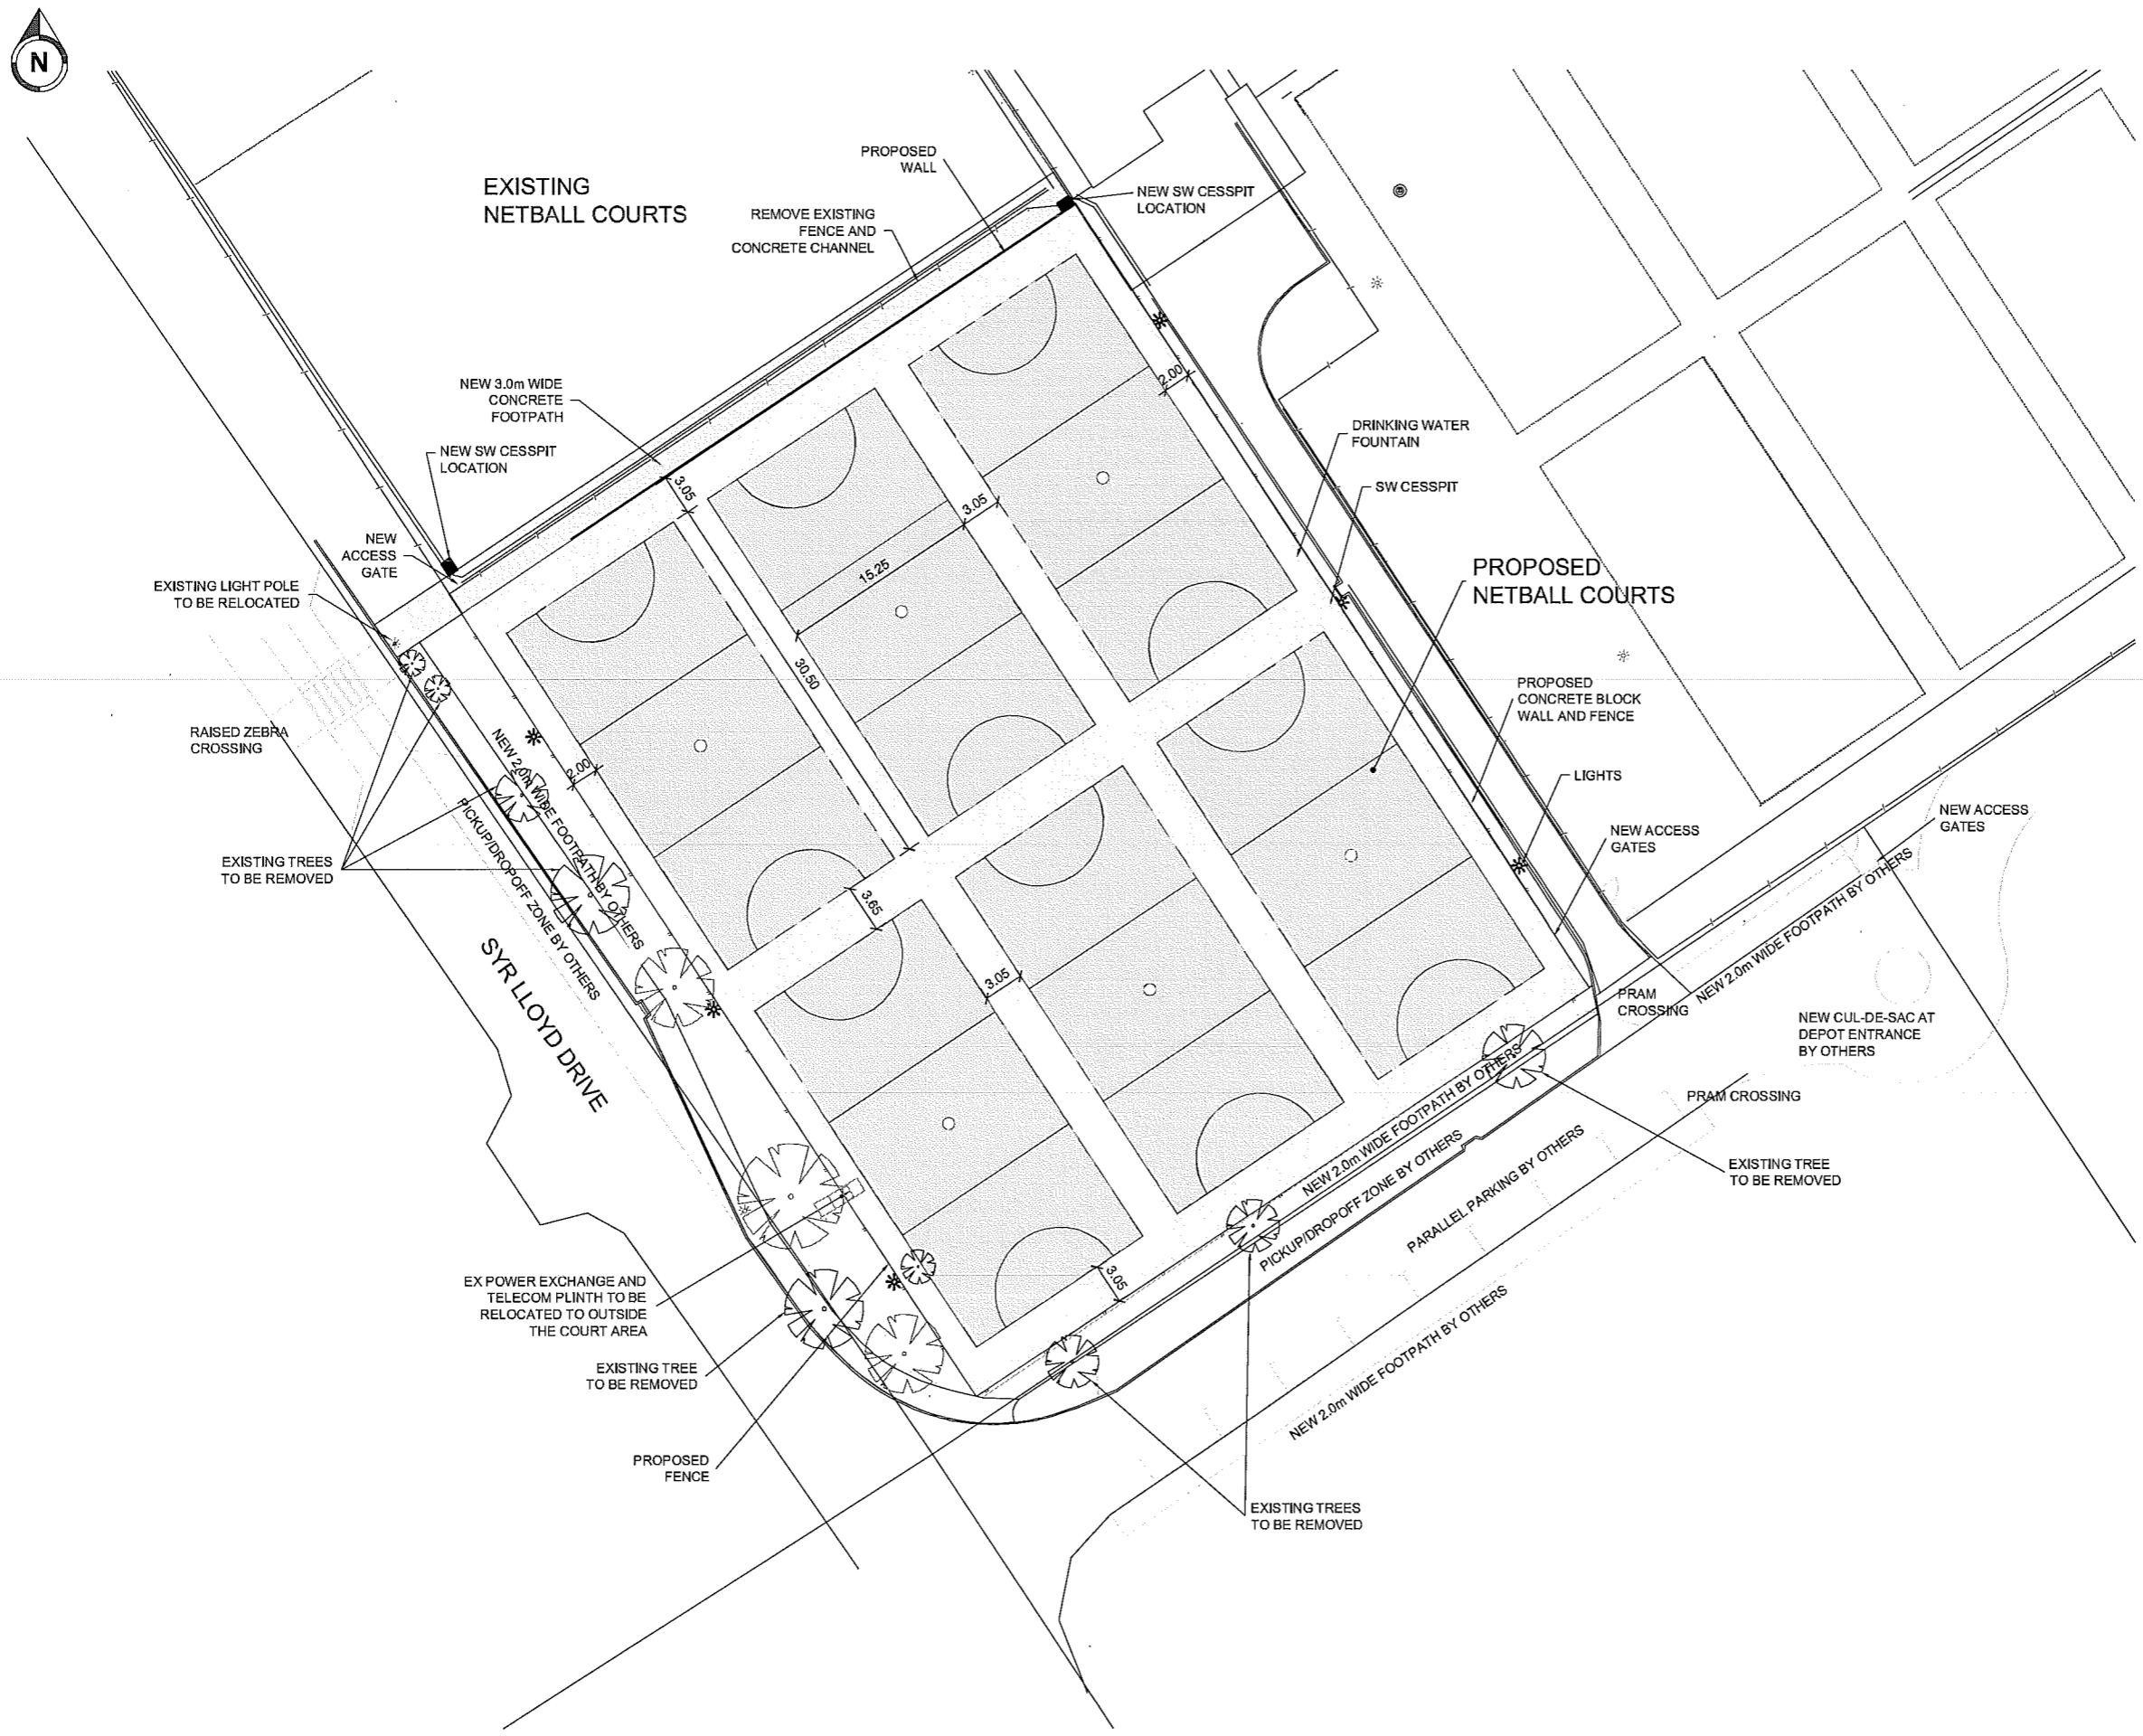 N
EXISTING
NETBALL COURTS
PROPOSED
WALL
NEW SW CESSPIT
LOCATION
REMOVE EXISTING
FENCE AND
CONCRETE CHANNEL
NEW 3.0m WIDE
CONCRETE
FOOTPATH
NEW SW CESSPIT
LOCATION
NEW
ACCESS
GATE
EXISTING LIGHT POLE
TO BE RELOCATED
RAISED ZEBRA
CROSSING
EXISTING TREES
TO BE REMOVED
2.00
DRINKING WATER
FOUNTAIN
SW CESSPIT
3.05
3.05
15.25
30.50
PROPOSED
NETBALL COURTS
PROPOSED
CONCRETE BLOCK
WALL AND FENCE
LIGHTS
NEW ACCESS
GATES
NEW ACCESS
GATES
2.00
NEW 2.0m WIDE FOOTPATH BY OTHERS
PICKUP/DROPOFF ZONE BY OTHERS
SYR LLOYD DRIVE
3.65
3.05
3.05
NEW 2.0m WIDE FOOTPATH BY OTHERS
PRAM
CROSSING
NEW CUL-DE-SAC AT
DEPOT ENTRANCE
BY OTHERS
PRAM CROSSING
NEW 2.0m WIDE FOOTPATH BY OTHERS
PICKUP/DROPOFF ZONE BY OTHERS
PARALLEL PARKING BY OTHERS
NEW 2.0m WIDE FOOTPATH BY OTHERS
EXISTING TREE
TO BE REMOVED
EX POWER EXCHANGE AND
TELECOM PLINTH TO BE
RELOCATED TO OUTSIDE
THE COURT AREA
EXISTING TREE
TO BE REMOVED
PROPOSED
FENCE
EXISTING TREES
TO BE REMOVED